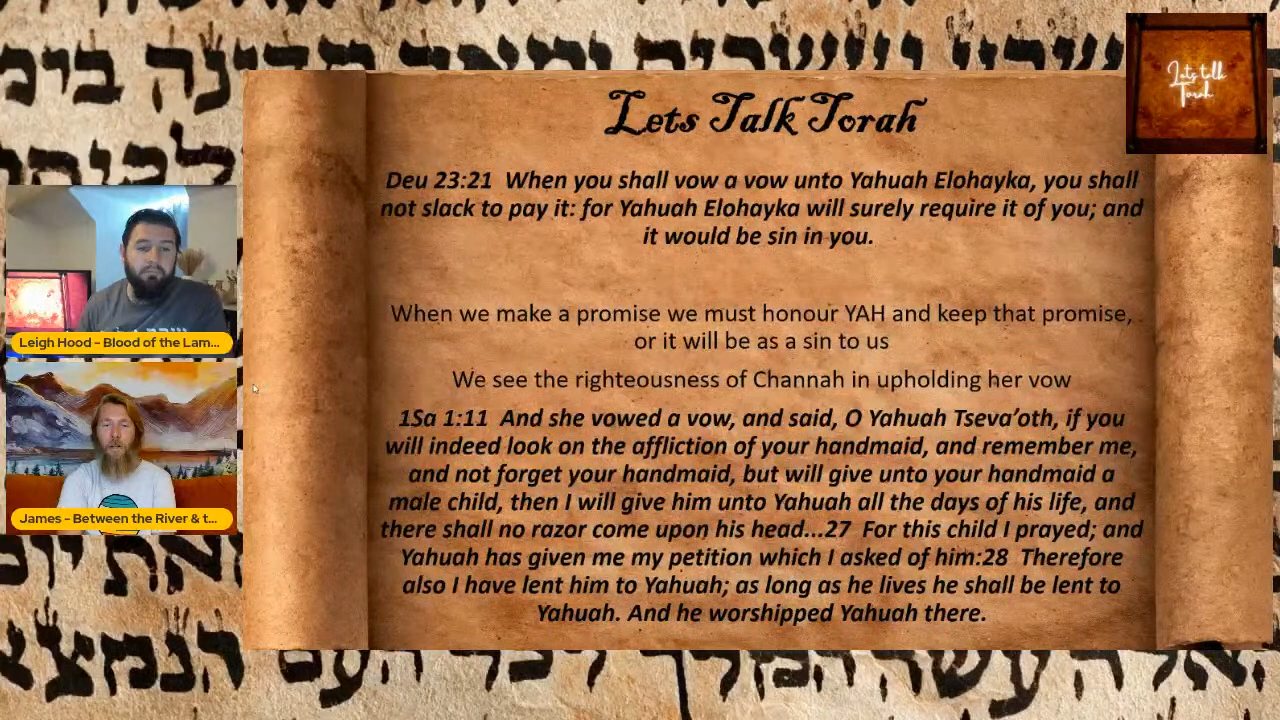 Lets Talk Torah
Lets talk
Torah
Deu 23:21 When you shall vow a vow unto Yahuah Elohayka, you shall
not slack to pay it: for Yahuah Elohayka will surely require it of you; and
it would be sin in you.
When we make a promise we must honour YAH and keep that promise,
or it will be as a sin to us
We see the righteousness of Channah in upholding her vow
1Sa 1:11 And she vowed a vow, and said, O Yahuah Tseva’oth, if you
will indeed look on the affliction of your handmaid, and remember me,
and not forget your handmaid, but will give unto your handmaid a
male child, then I will give him unto Yahuah all the days of his life, and
there shall no razor come upon his head...27 For this child I prayed; and
Yahuah has given me my petition which I asked of him:28 Therefore
also I have lent him to Yahuah; as long as he lives he shall be lent to
Yahuah. And he worshipped Yahuah there.
Leigh Hood - Blood of the Lam...
James - Between the River & t...